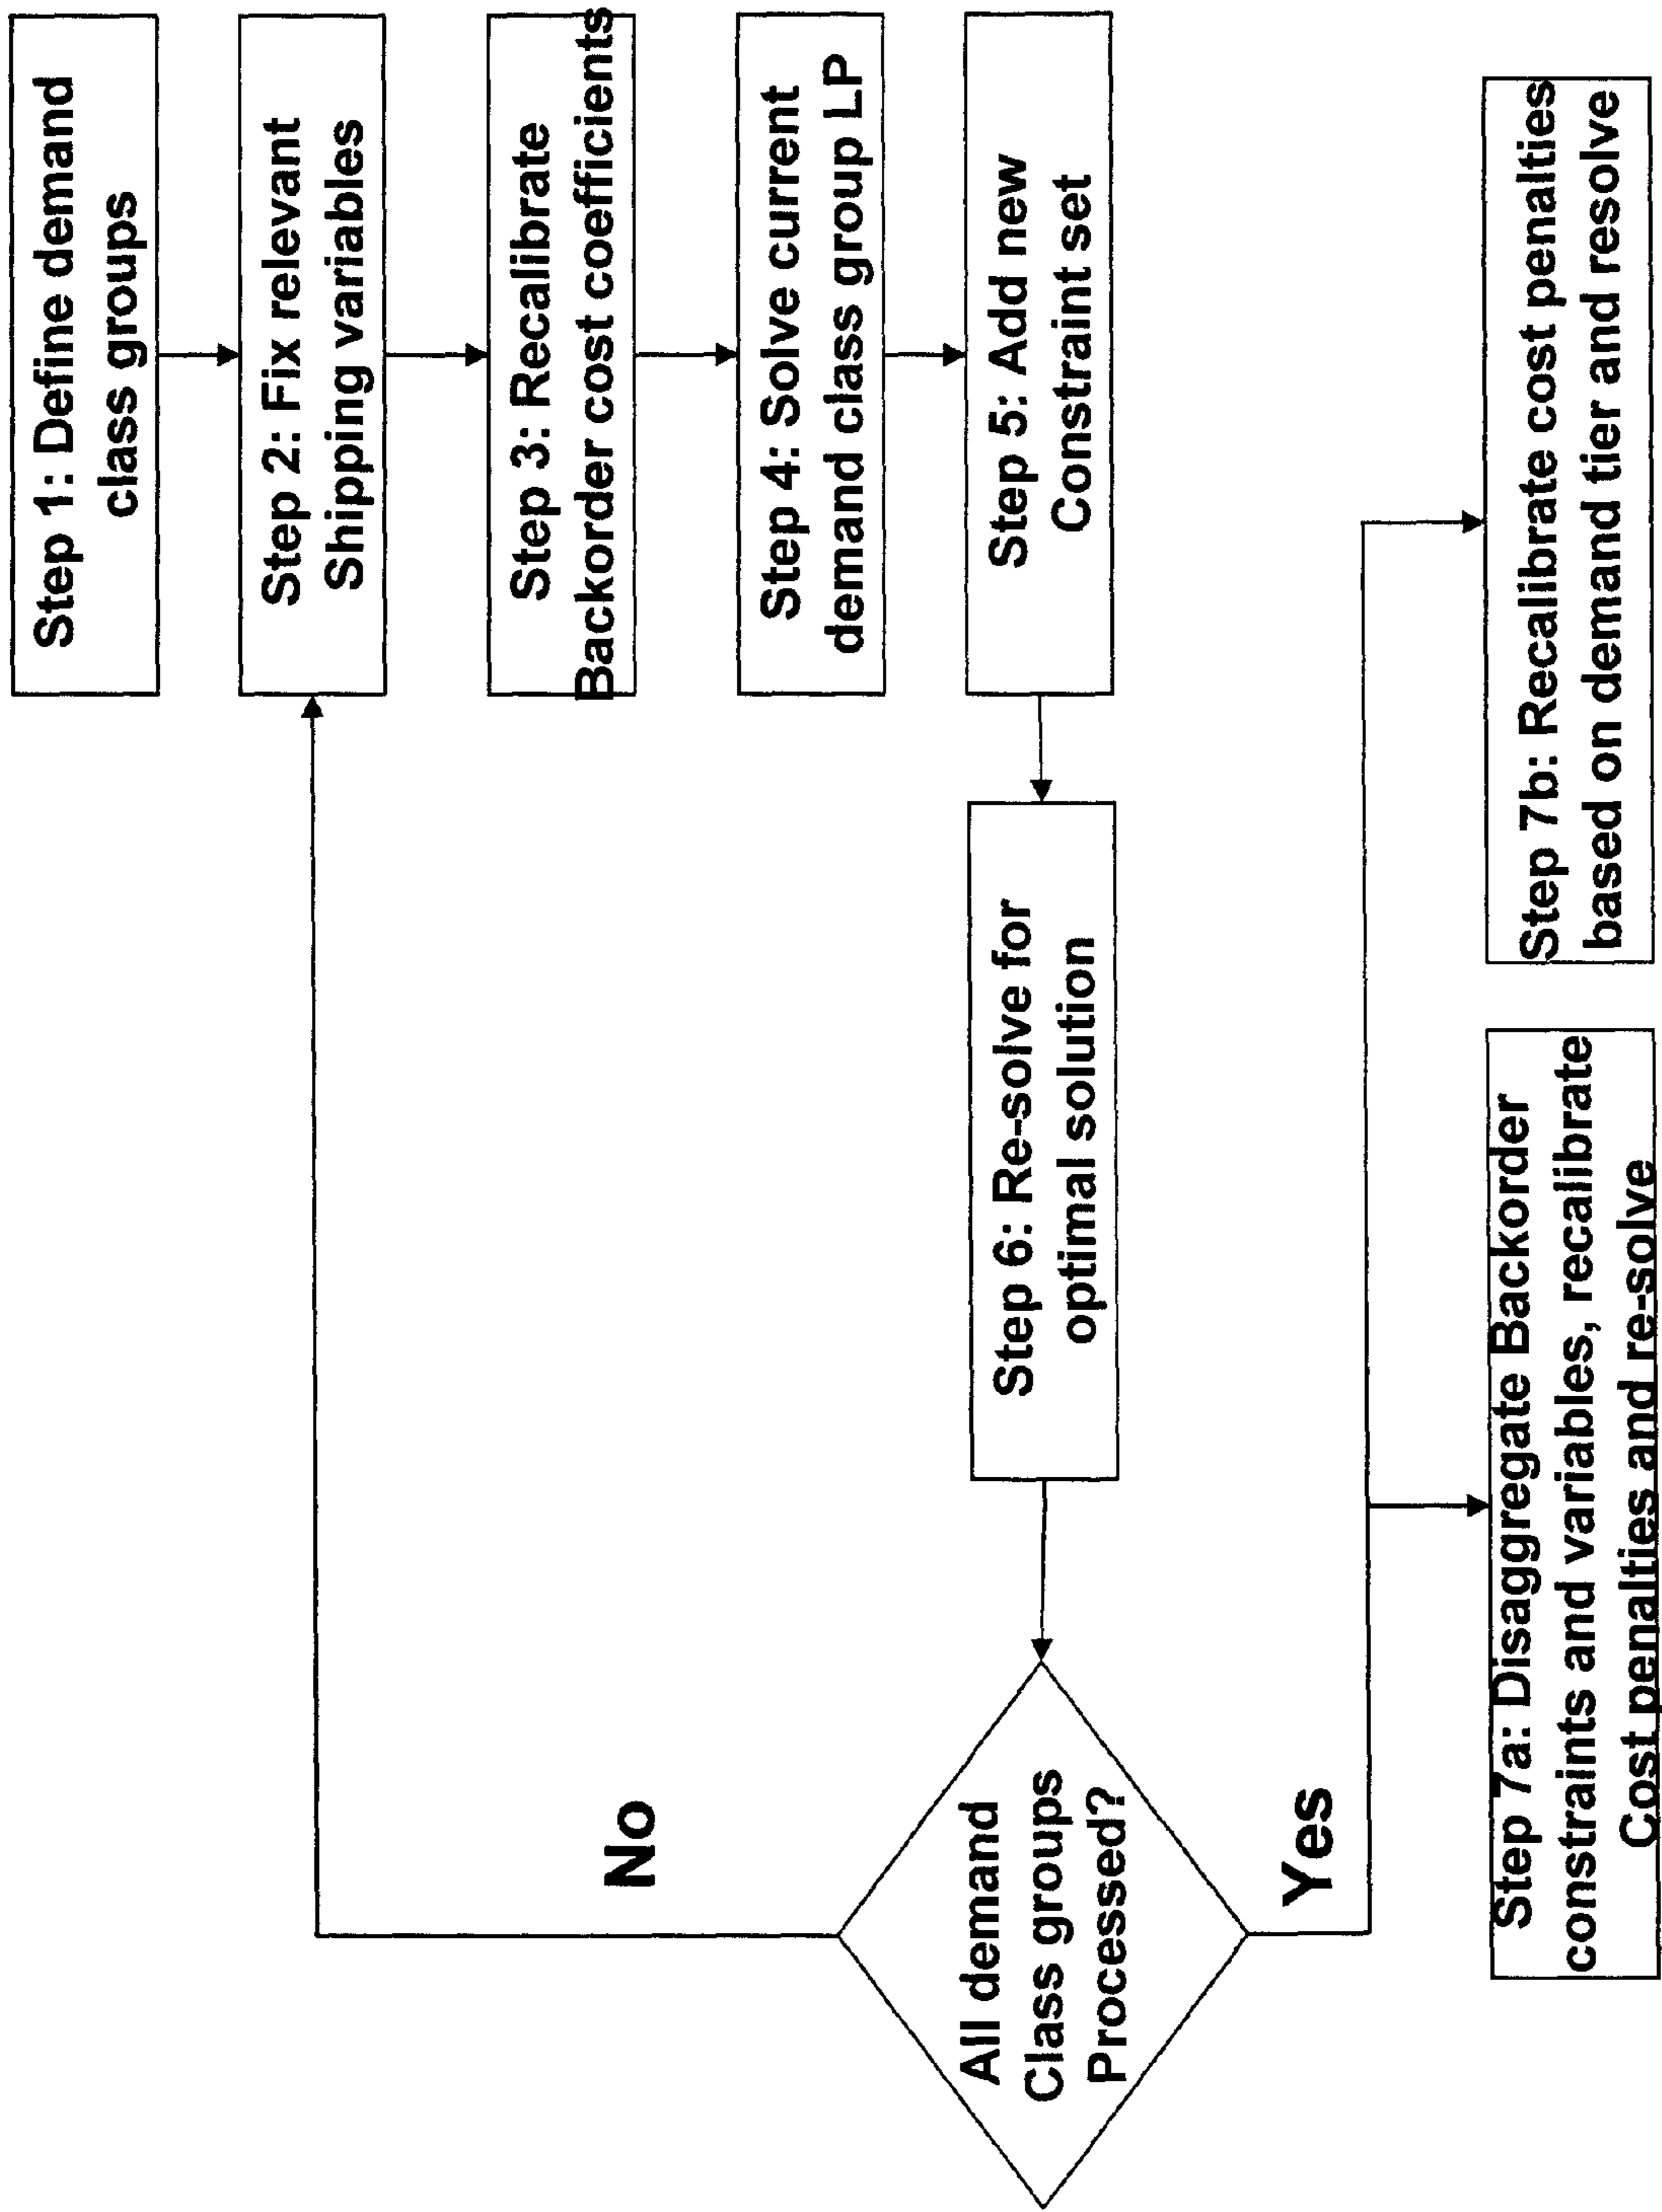 Step 1: Define demand
class groups
Step 2: Fix relevant
Shipping variables
Step 3: Recalibrate
Backorder cost coefficients
Step 4: Solve current
demand class group LP
Step 5: Add new
Constraint set
Step 6: Re-solve for
optimal solution
All demand
Class groups
Processed?
No
Yes
Step 7a: Disaggregate Backorder
constraints and variables, recalibrate
Cost penalties and re-solve
Step 7b: Recalibrate cost penalties
based on demand tier and resolve